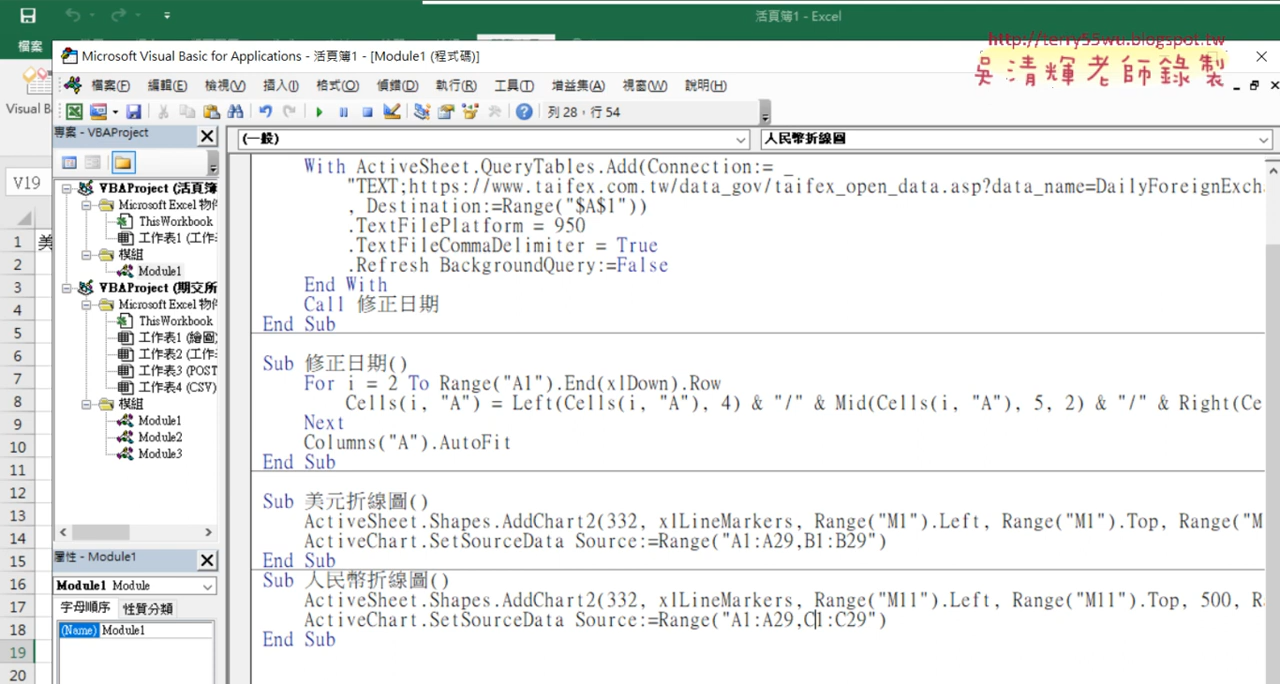 活頁簿1 - Excel
http://terry55wu.blogspot.tw
吳清輝老師錄製
檔案
Microsoft Visual Basic for Applications - 活頁簿1 - [Module1 (程式碼)]
檔案(F) 編輯(E) 檢視(V) 插入(I) 格式(O) 偵錯(D) 執行(R) 工具(T) 增益集(A) 視窗(W) 說明(H)
Visual B
列 28，行 54
專案 - VBAProject
(一般)
人民幣折線圖
V19
VBAProject (活頁簿
Microsoft Excel 物件
ThisWorkbook
工作表1 (工作
模組
Module1
VBAProject (期交所
Microsoft Excel 物件
ThisWorkbook
工作表1 (繪圖)
工作表2 (工作
工作表3 (POST
工作表4 (CSV)
模組
Module1
Module2
Module3
屬性 - Module1
Module1 Module
字母順序 性質分類
(Name) Module1
With ActiveSheet.QueryTables.Add(Connection:= _
"TEXT;https://www.taifex.com.tw/data_gov/taifex_open_data.asp?data_name=DailyForeignExch
, Destination:=Range("$A$1"))
.TextFilePlatform = 950
.TextFileCommaDelimiter = True
.Refresh BackgroundQuery:=False
End With
Call 修正日期
End Sub
Sub 修正日期()
For i = 2 To Range("A1").End(xlDown).Row
Cells(i, "A") = Left(Cells(i, "A"), 4) & "/" & Mid(Cells(i, "A"), 5, 2) & "/" & Right(Ce
Next
Columns("A").AutoFit
End Sub
Sub 美元折線圖()
ActiveSheet.Shapes.AddChart2(332, xlLineMarkers, Range("M1").Left, Range("M1").Top, Range("M
ActiveChart.SetSourceData Source:=Range("A1:A29,B1:B29")
End Sub
Sub 人民幣折線圖()
ActiveSheet.Shapes.AddChart2(332, xlLineMarkers, Range("M11").Left, Range("M11").Top, 500, R
ActiveChart.SetSourceData Source:=Range("A1:A29,C1:C29")
End Sub
1 美
2
3
4
5
6
7
8
9
10
11
12
13
14
15
16
17
18
19
20